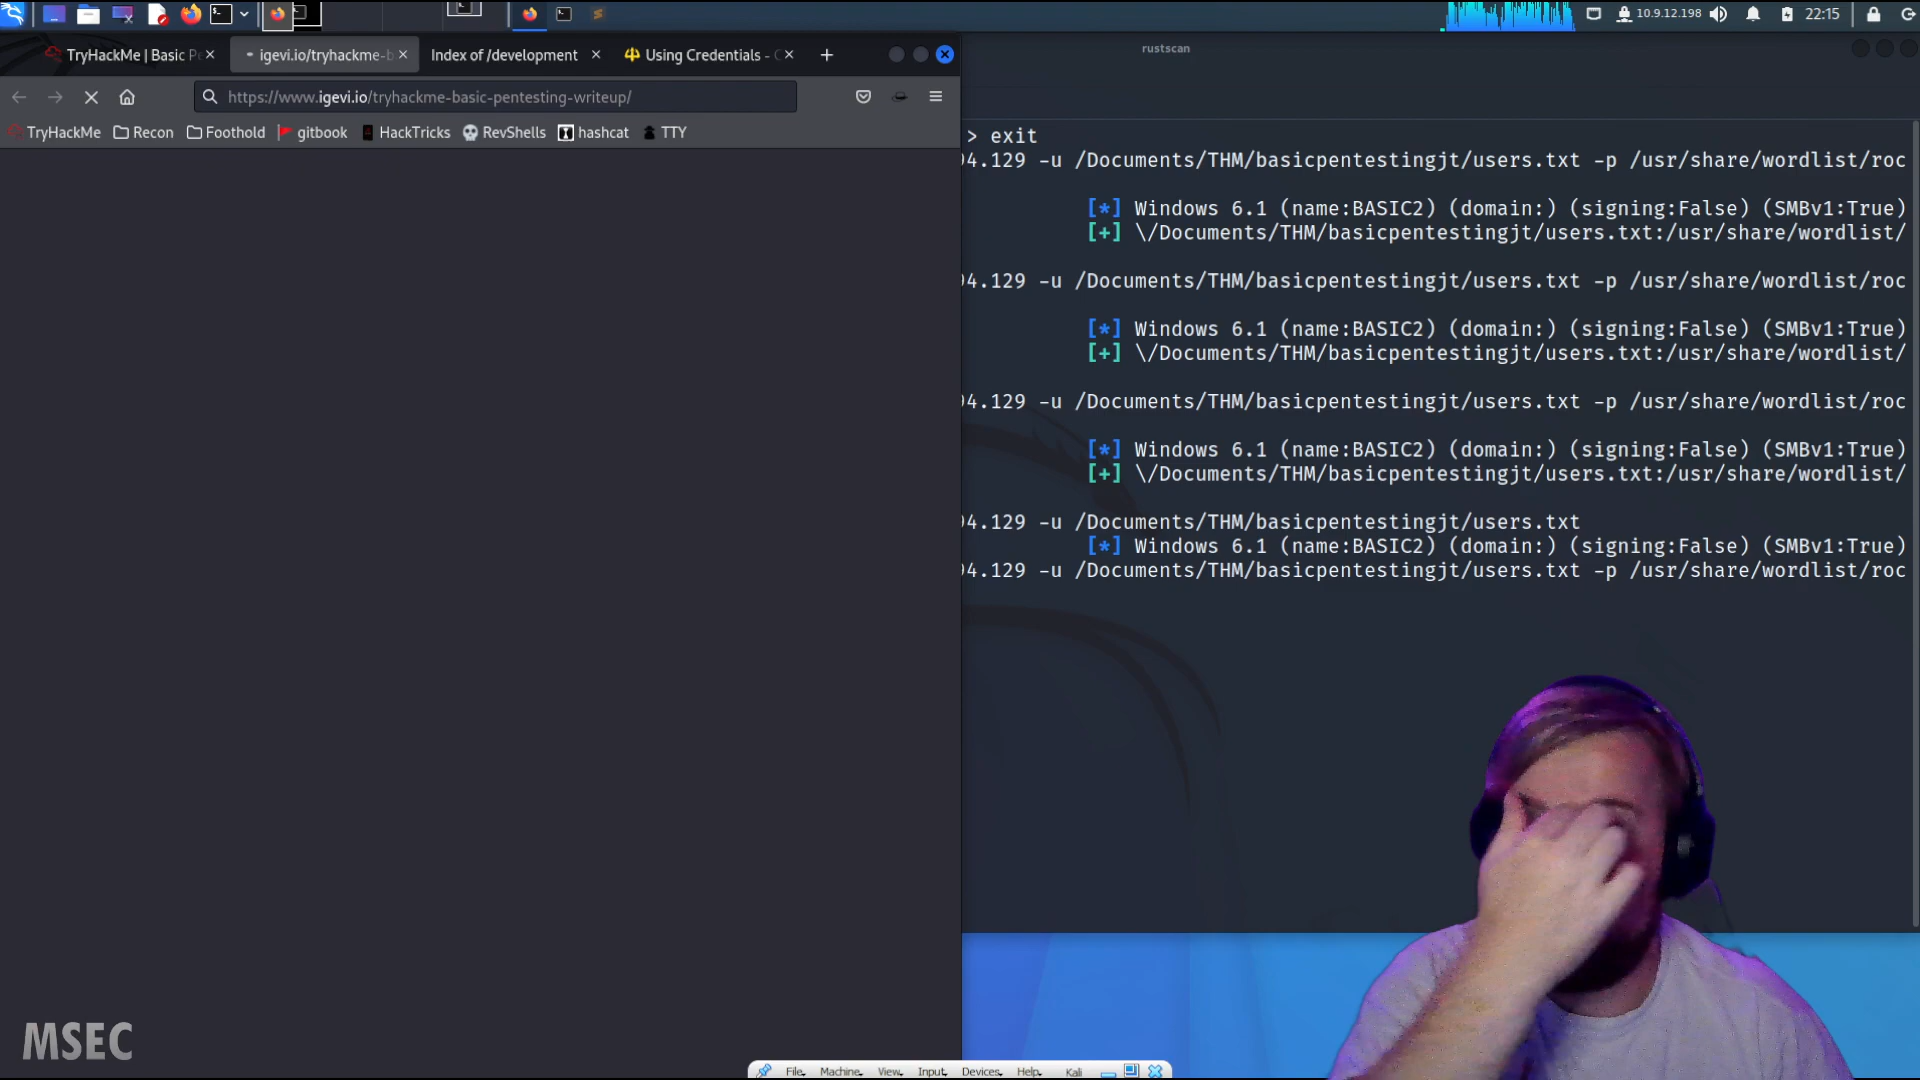 10.9.12.198
22:15
TryHackMe | Basic P
igevi.io/tryhackme-b
Index of /development
Using Credentials - C
https://www.igevi.io/tryhackme-basic-pentesting-writeup/
TryHackMe
Recon
Foothold
gitbook
HackTricks
RevShells
hashcat
TTY
rustscan
> exit
94.129 -u /Documents/THM/basicpentestingjt/users.txt -p /usr/share/wordlist/roc
[*] Windows 6.1 (name:BASIC2) (domain:) (signing:False) (SMBv1:True)
[+] \/Documents/THM/basicpentestingjt/users.txt:/usr/share/wordlist/
94.129 -u /Documents/THM/basicpentestingjt/users.txt -p /usr/share/wordlist/roc
[*] Windows 6.1 (name:BASIC2) (domain:) (signing:False) (SMBv1:True)
[+] \/Documents/THM/basicpentestingjt/users.txt:/usr/share/wordlist/
94.129 -u /Documents/THM/basicpentestingjt/users.txt -p /usr/share/wordlist/roc
[*] Windows 6.1 (name:BASIC2) (domain:) (signing:False) (SMBv1:True)
[+] \/Documents/THM/basicpentestingjt/users.txt:/usr/share/wordlist/
94.129 -u /Documents/THM/basicpentestingjt/users.txt
[*] Windows 6.1 (name:BASIC2) (domain:) (signing:False) (SMBv1:True)
94.129 -u /Documents/THM/basicpentestingjt/users.txt -p /usr/share/wordlist/roc
MSEC
File Machine View Input Devices Help Kali